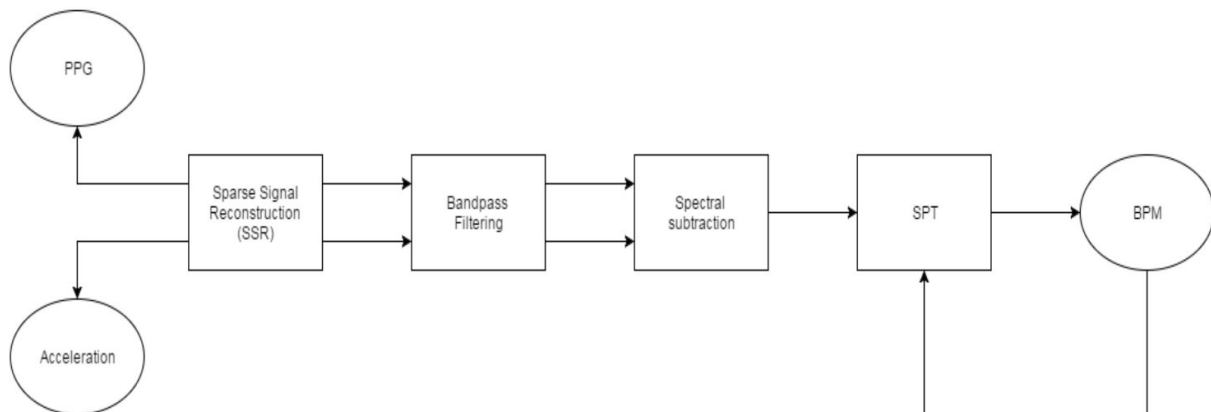 PPG
Sparse Signal
Reconstruction
(SSR)
Bandpass
Filtering
Spectral
subtraction
SPT
BPM
Acceleration